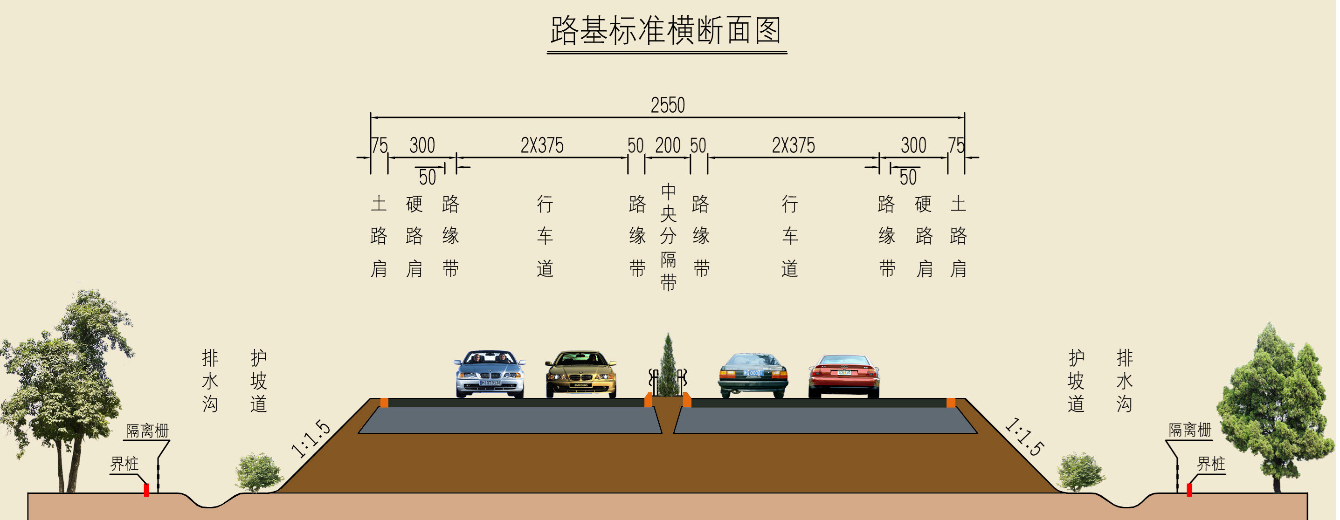 路基标准横断面图
2550
75 300 2X375 50 200 50 2X375 300 75
50 50
土路肩 硬路肩 路缘带 行车道 路缘带 中央分隔带 路缘带 行车道 路缘带 硬路肩 土路肩
排水沟 护坡道 护坡道 排水沟
1:1.5 1:1.5
隔离栅 隔离栅
界桩 界桩